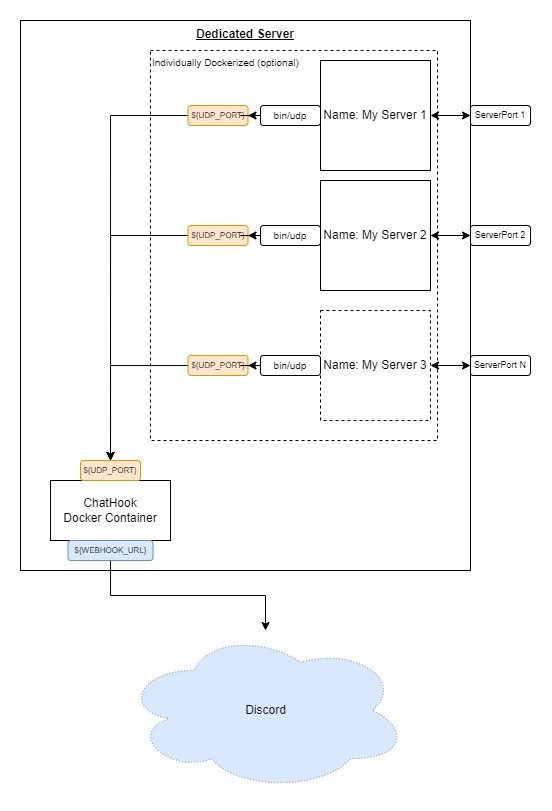 Dedicated Server
Individually Dockerized (optional)
${UDP_PORT}
bin/udp
Name: My Server 1
ServerPort 1
${UDP_PORT}
bin/udp
Name: My Server 2
ServerPort 2
${UDP_PORT}
bin/udp
Name: My Server 3
ServerPort N
${UDP_PORT}
ChatHook
Docker Container
${WEBHOOK_URL}
Discord